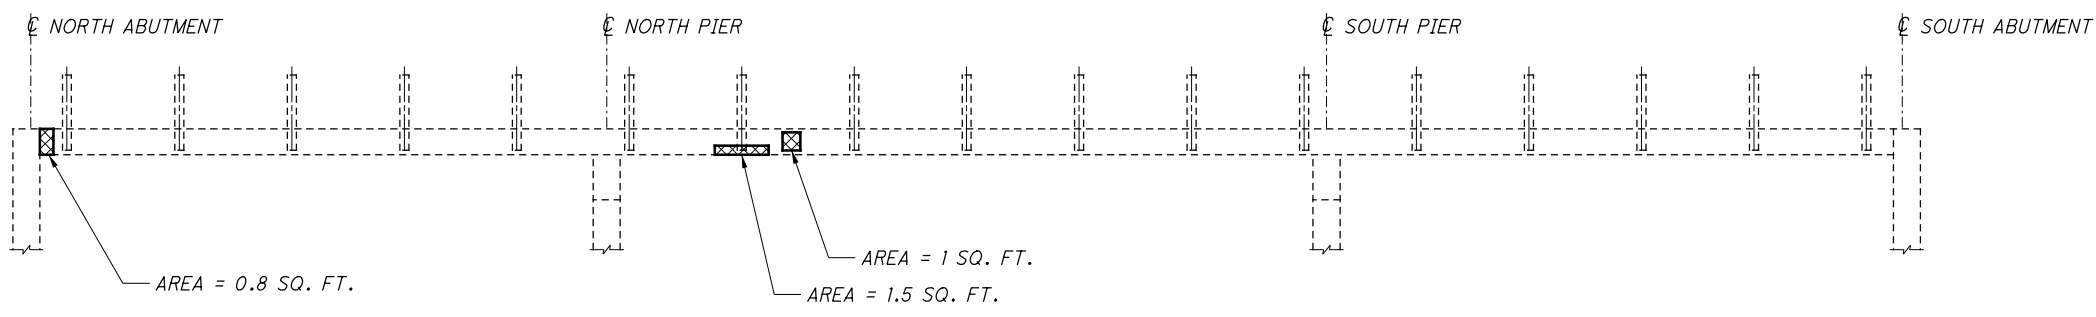 ℄ NORTH ABUTMENT
℄ NORTH PIER
℄ SOUTH PIER
℄ SOUTH ABUTMENT
AREA = 1 SQ. FT.
AREA = 0.8 SQ. FT.
AREA = 1.5 SQ. FT.